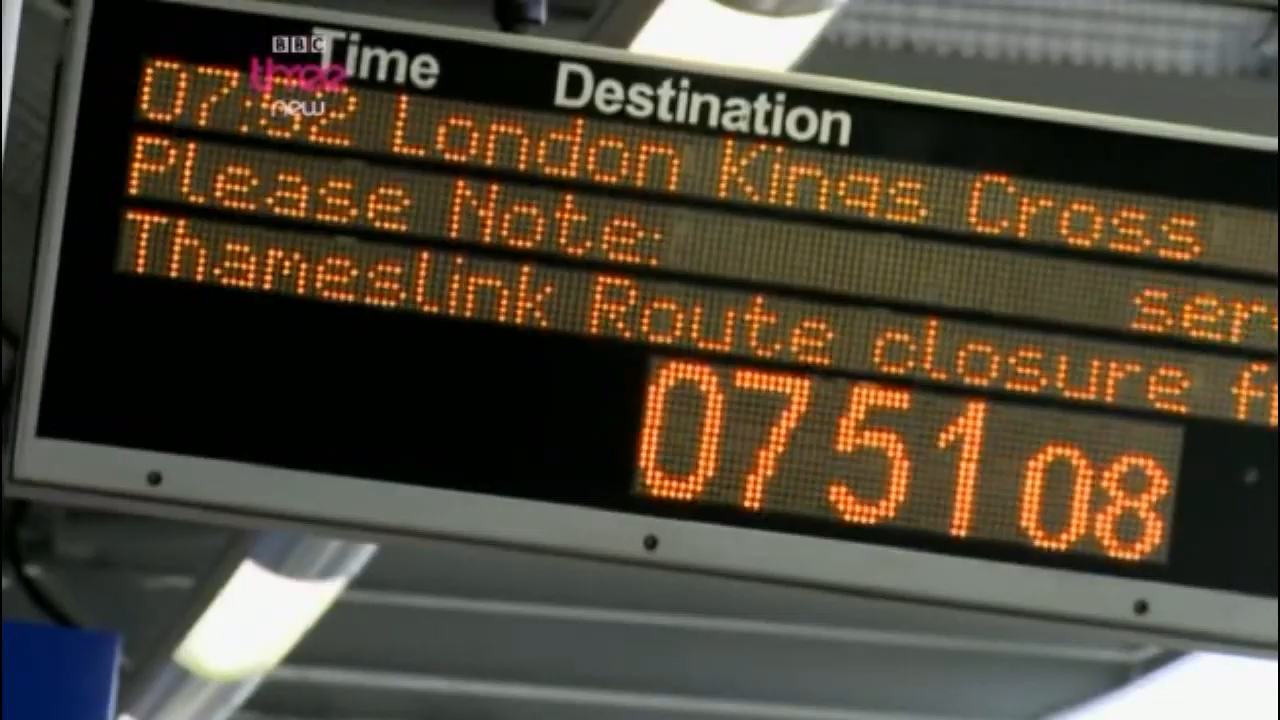 BBC
three
new
Time Destination
07:52 London Kings Cross
Please Note:
Thameslink Route closure
075108